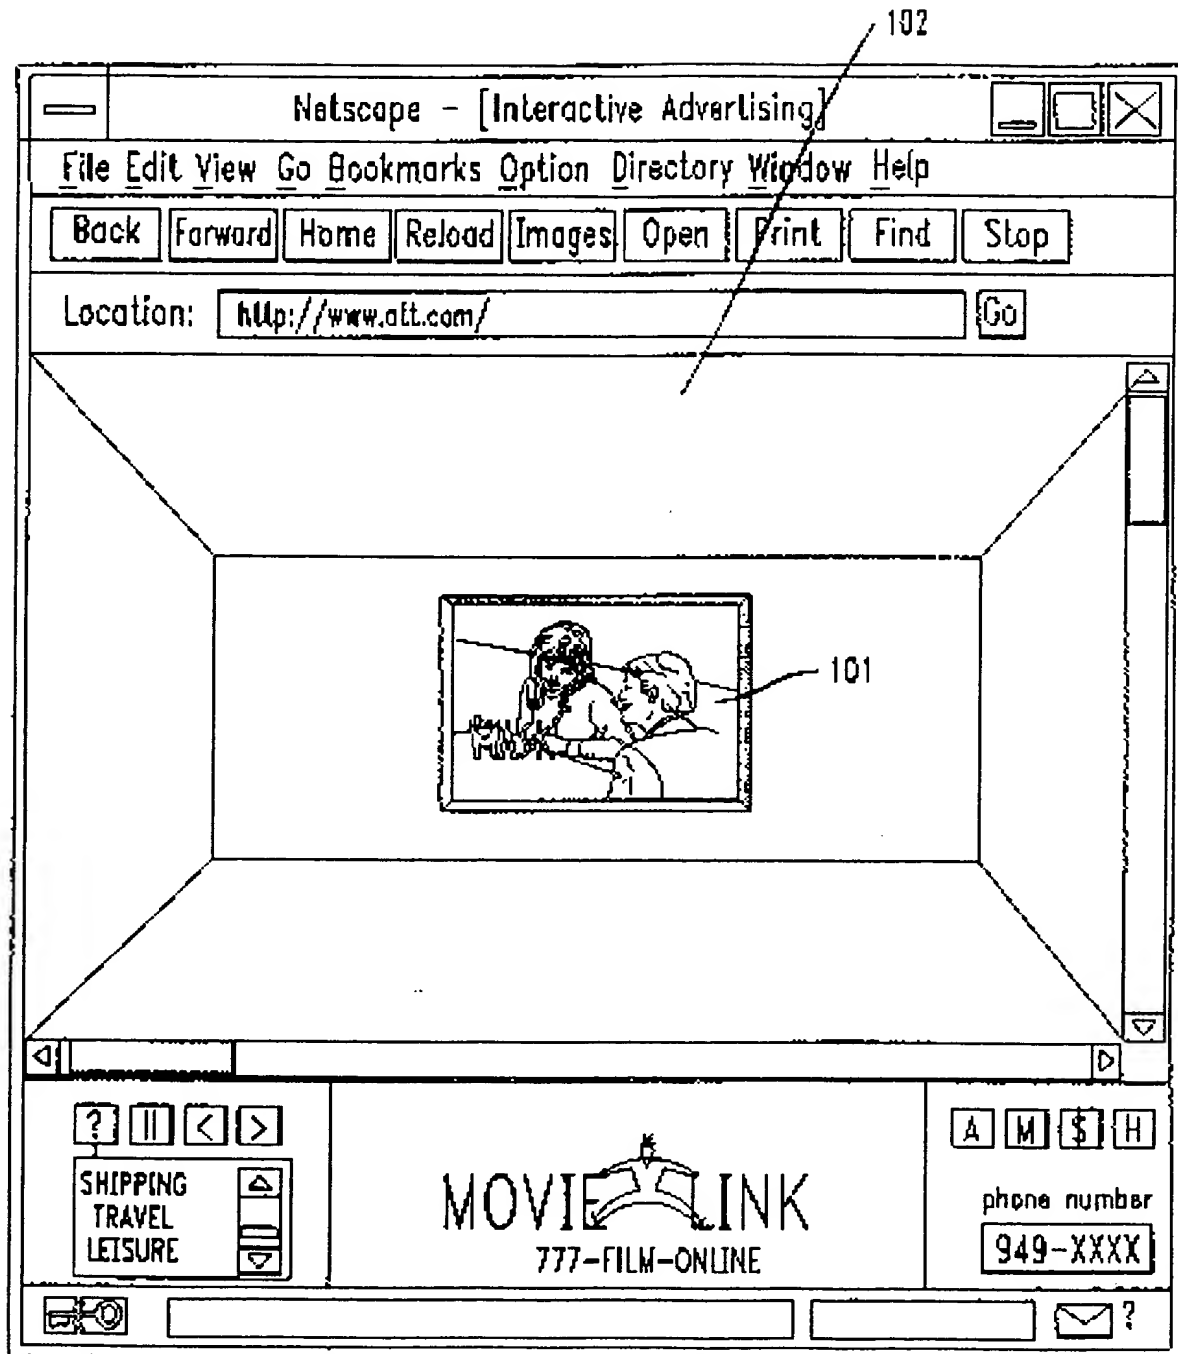 102
Netscape - [Interactive Advertising]
File Edit View Go Bookmarks Option Directory Window Help
Back Forward Home Reload Images Open Print Find Stop
Location: http://www.att.com/ Go
101
? || < > A M $ H
SHIPPING
TRAVEL
LEISURE
MOVIE LINK
777-FILM-ONLINE
phone number
949-XXXX
?